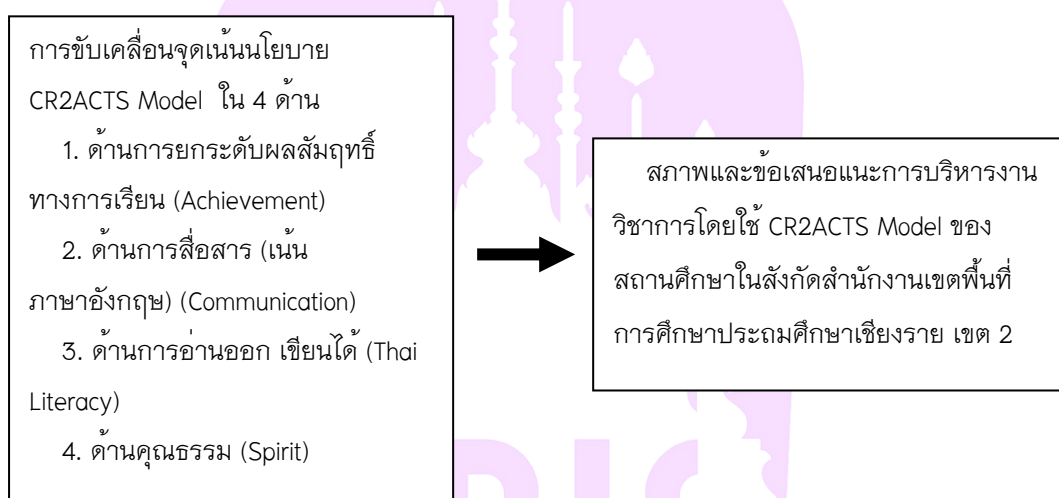 การขับเคลื่อนจุดเน้นนโยบาย
CR2ACTS Model ใน 4 ด้าน
1. ด้านการยกระดับผลสัมฤทธิ์
ทางการเรียน (Achievement)
2. ด้านการสื่อสาร (เน้น
ภาษาอังกฤษ) (Communication)
3. ด้านการอ่านออก เขียนได้ (Thai
Literacy)
4. ด้านคุณธรรม (Spirit)
สภาพและข้อเสนอแนะการบริหารงาน
วิชาการโดยใช้ CR2ACTS Model ของ
สถานศึกษาในสังกัดสำนักงานเขตพื้นที่
การศึกษาประถมศึกษาเชียงราย เขต 2